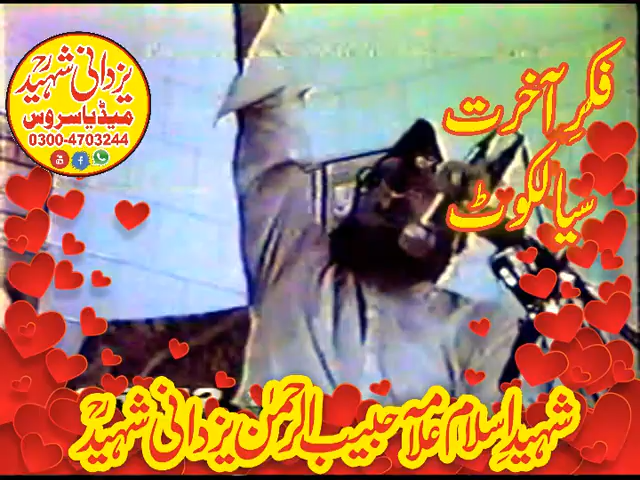 یزدانی شہیدؒ
میڈیا سروس
0300-4703244
فکرِ آخرت
سیالکوٹ
شہیدِ اسلام علامہ حبیب الرحمٰن یزدانی شہیدؒ